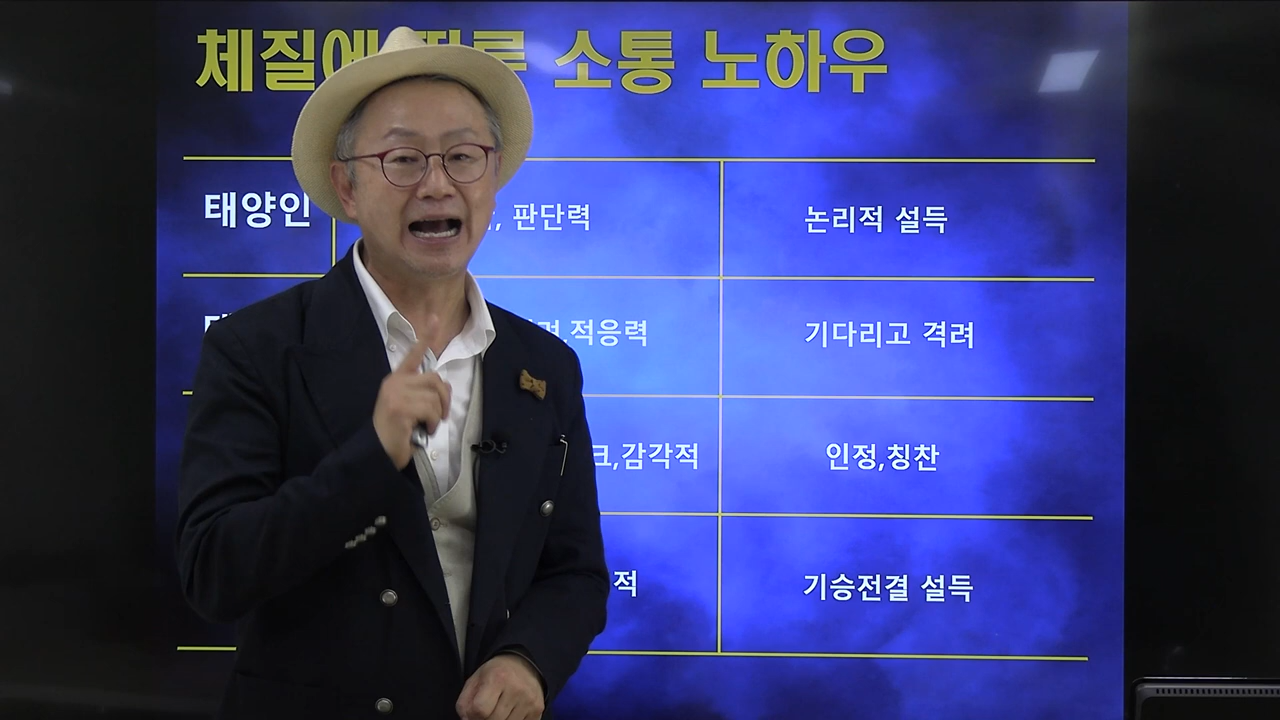 체질에 따른 소통 노하우
태양인 판단력 논리적 설득
적응력 기다리고 격려
감각적 인정,칭찬
적 기승전결 설득